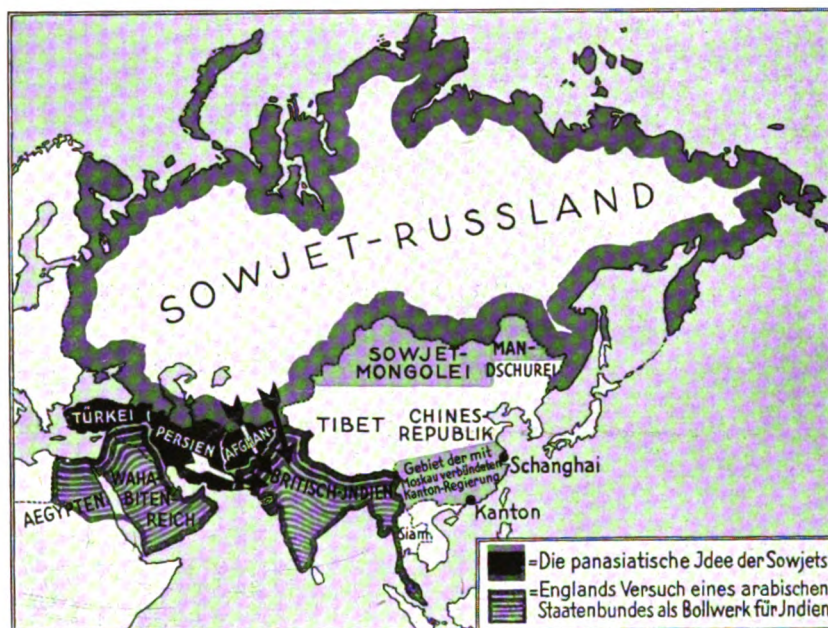 SOWJET-RUSSLAND
SOWJET-
MONGOLEI
MAN-
DSCHUREI
TÜRKEI
PERSIEN
AFGHAN-
TIBET
CHINES-
REPUBLIK
WAHA-
BITEN-
REICH
AEGYPTEN
BRITISCH-JNDIEN
Gebiet der mit
Moskau verbündeten
Kanton-Regierung
Schanghai
Kanton
Siam.
=Die panasiatische Jdee der Sowjets
=Englands Versuch eines arabischen
Staatenbundes als Bollwerk für Jndien